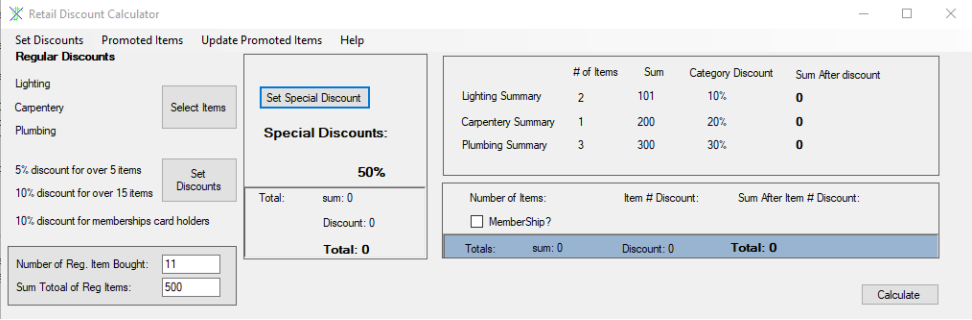 Retail Discount Calculator
Set Discounts Promoted Items Update Promoted Items Help
Regular Discounts
Lighting
Carpentery
Plumbing
Select Items
5% discount for over 5 items
10% discount for over 15 items
Set
Discounts
10% discount for memberships card holders
Number of Reg. Item Bought: 11
Sum Totoal of Reg Items: 500
Set Special Discount
Special Discounts:
50%
Total: sum: 0
Discount: 0
Total: 0
# of Items Sum Category Discount Sum After discount
Lighting Summary 2 101 10% 0
Carpentery Summary 1 200 20% 0
Plumbing Summary 3 300 30% 0
Number of Items: Item # Discount: Sum After Item # Discount:
MemberShip?
Totals: sum: 0 Discount: 0 Total: 0
Calculate